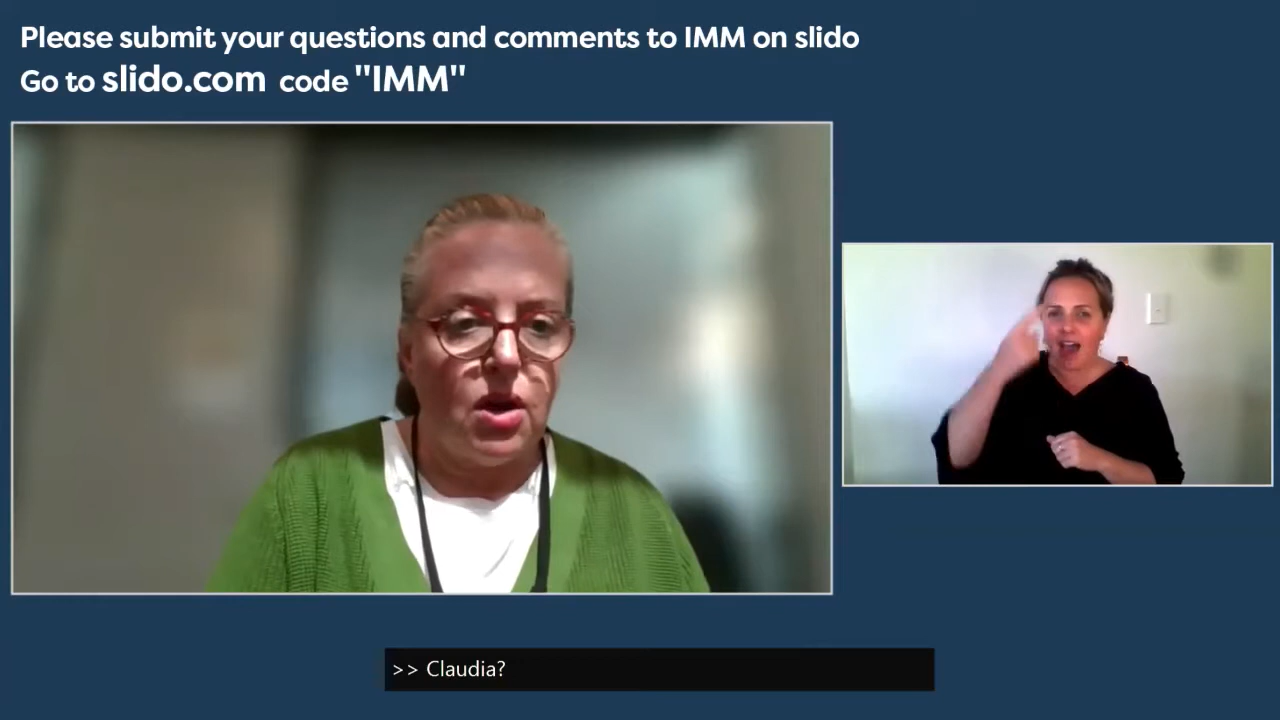 Please submit your questions and comments to IMM on slido
Go to slido.com code "IMM"
>> Claudia?